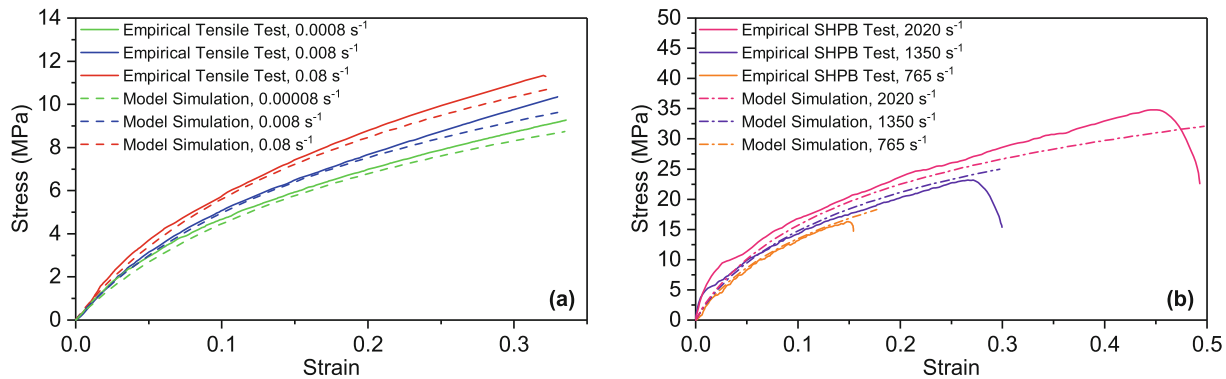 14
12
10
8
6
4
2
0
Stress (MPa)
Empirical Tensile Test, 0.0008 s⁻¹
Empirical Tensile Test, 0.008 s⁻¹
Empirical Tensile Test, 0.08 s⁻¹
Model Simulation, 0.00008 s⁻¹
Model Simulation, 0.008 s⁻¹
Model Simulation, 0.08 s⁻¹
(a)
0.0 0.1 0.2 0.3
Strain
50
45
40
35
30
25
20
15
10
5
0
Stress (MPa)
Empirical SHPB Test, 2020 s⁻¹
Empirical SHPB Test, 1350 s⁻¹
Empirical SHPB Test, 765 s⁻¹
Model Simulation, 2020 s⁻¹
Model Simulation, 1350 s⁻¹
Model Simulation, 765 s⁻¹
(b)
0.0 0.1 0.2 0.3 0.4 0.5
Strain